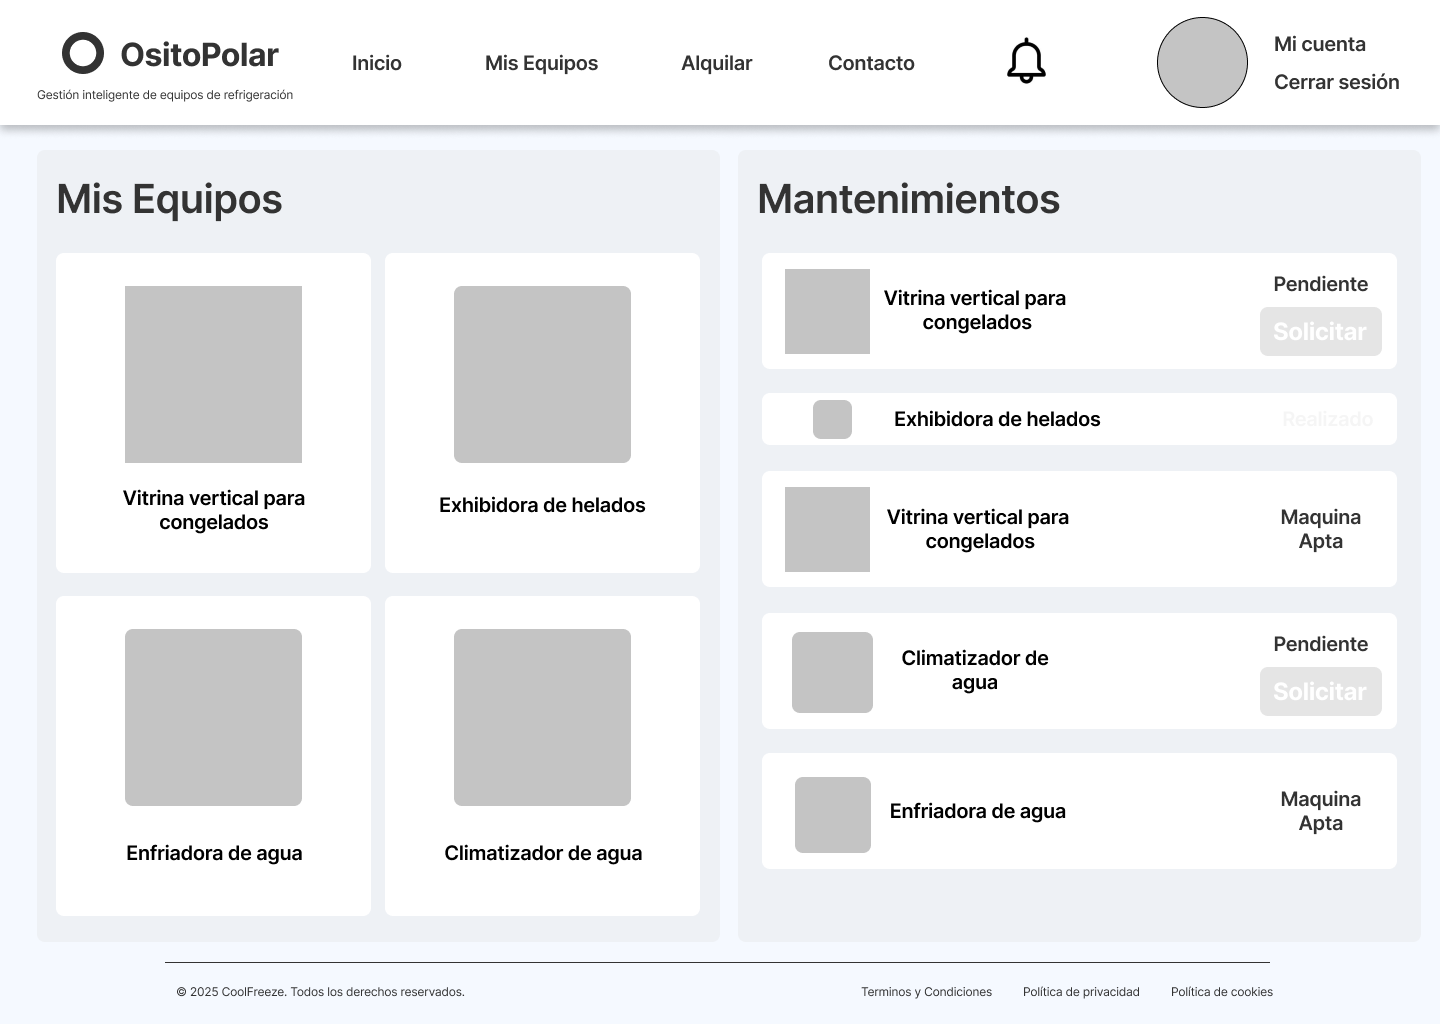 OsitoPolar
Gestión inteligente de equipos de refrigeración
Inicio
Mis Equipos
Alquilar
Contacto
Mi cuenta
Cerrar sesión
Mis Equipos
Vitrina vertical para
congelados
Exhibidora de helados
Enfriadora de agua
Climatizador de agua
Mantenimientos
Vitrina vertical para
congelados
Pendiente
Solicitar
Exhibidora de helados
Realizado
Vitrina vertical para
congelados
Maquina
Apta
Climatizador de
agua
Pendiente
Solicitar
Enfriadora de agua
Maquina
Apta
© 2025 CoolFreeze. Todos los derechos reservados.
Terminos y Condiciones
Política de privacidad
Política de cookies